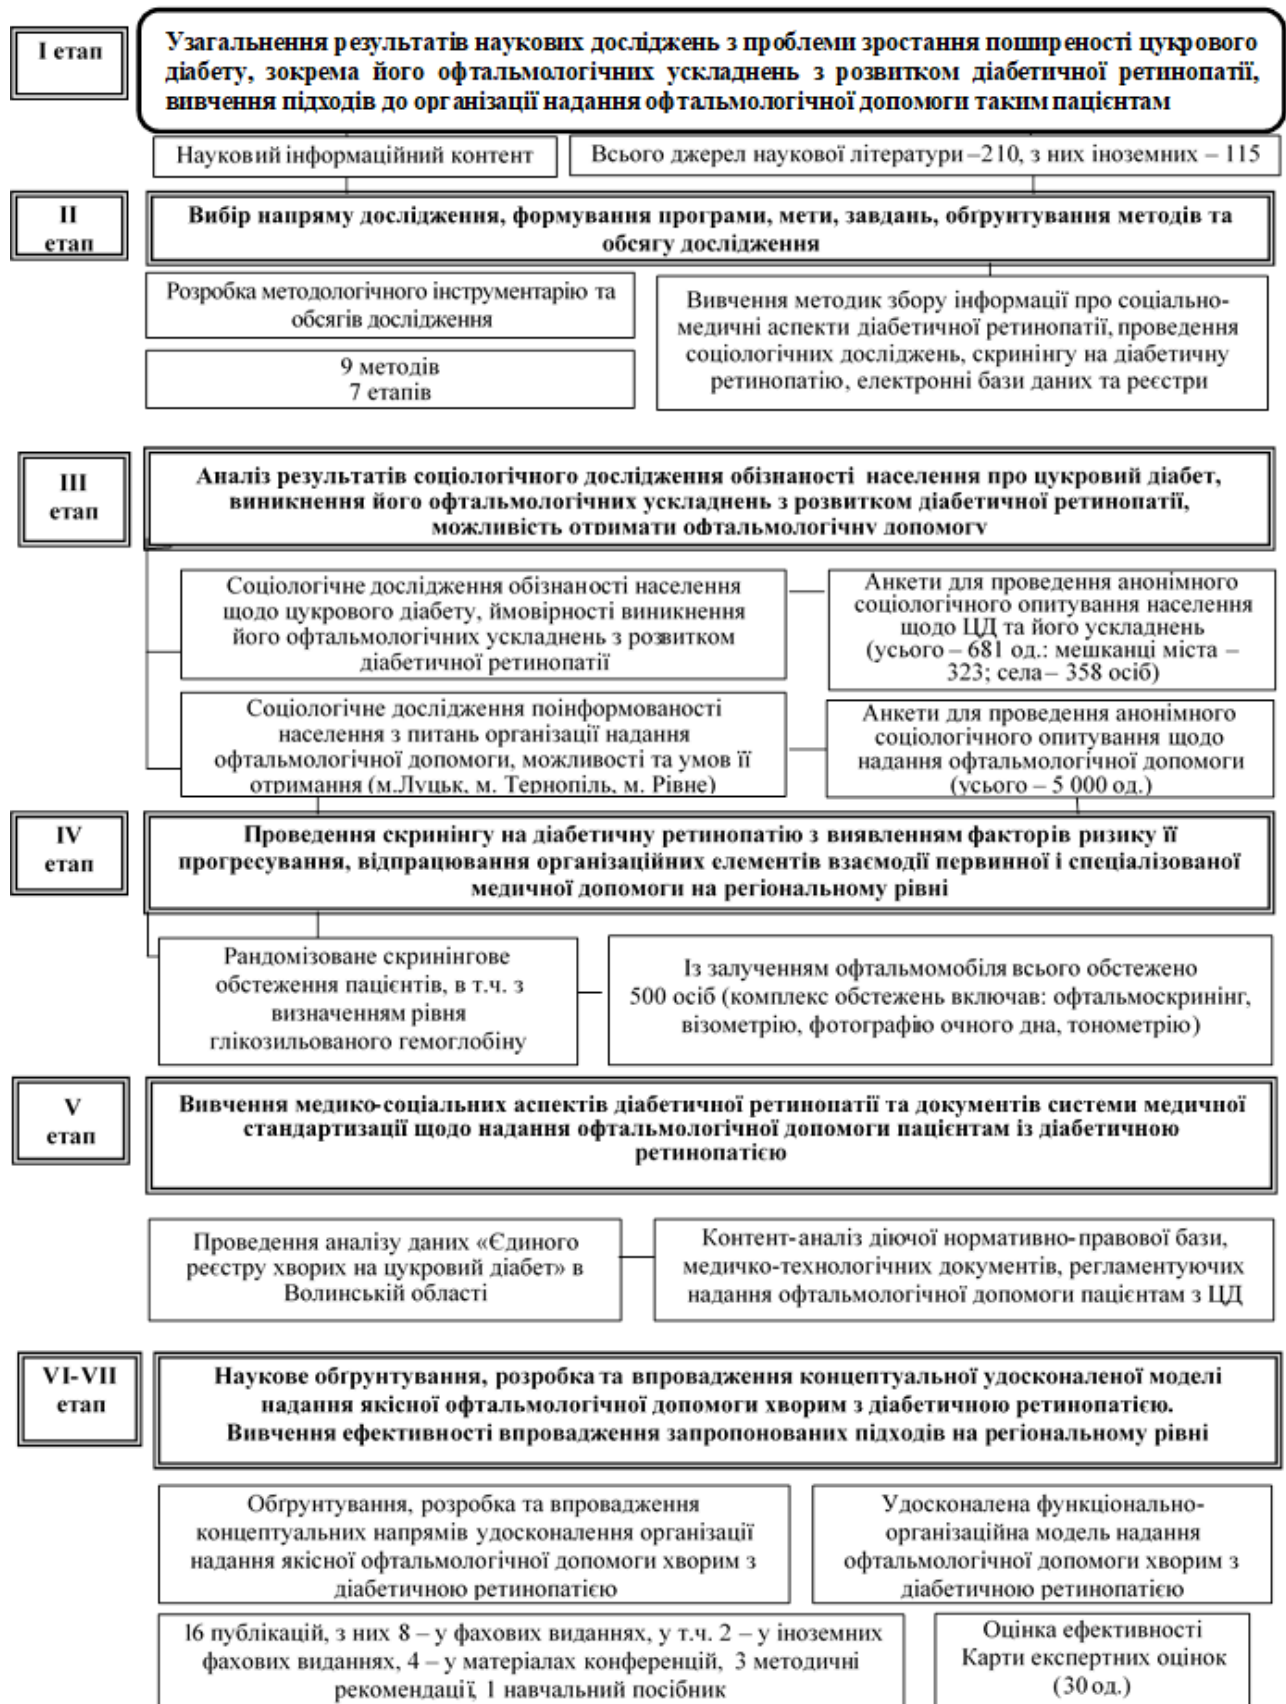 І етап
Узагальнення результатів наукових досліджень з проблеми зростання поширеності цукрового
діабету, зокрема його офтальмологічних ускладнень з розвитком діабетичної ретинопатії,
вивчення підходів до організації надання офтальмологічної допомоги таким пацієнтам
Науковий інформаційний контент
Всього джерел наукової літератури –210, з них іноземних – 115
ІІ
етап
Вибір напряму дослідження, формування програми, мети, завдань, обґрунтування методів та
обсягу дослідження
Розробка методологічного інструментарію та
обсягів дослідження
9 методів
7 етапів
Вивчення методик збору інформації про соціально-
медичні аспекти діабетичної ретинопатії, проведення
соціологічних досліджень, скринінгу на діабетичну
ретинопатію, електронні бази даних та реєстри
ІІІ
етап
Аналіз результатів соціологічного дослідження обізнаності населення про цукровий діабет,
виникнення його офтальмологічних ускладнень з розвитком діабетичної ретинопатії,
можливість отримати офтальмологічну допомогу
Соціологічне дослідження обізнаності населення
щодо цукрового діабету, ймовірності виникнення
його офтальмологічних ускладнень з розвитком
діабетичної ретинопатії
Анкети для проведення анонімного
соціологічного опитування населення
щодо ЦД та його ускладнень
(усього – 681 од.: мешканці міста –
323; села – 358 осіб)
Соціологічне дослідження поінформованості
населення з питань організації надання
офтальмологічної допомоги, можливості та умов її
отримання (м.Луцьк, м. Тернопіль, м. Рівне)
Анкети для проведення анонімного
соціологічного опитування щодо
надання офтальмологічної допомоги
(усього – 5 000 од.)
IV
етап
Проведення скринінгу на діабетичну ретинопатію з виявленням факторів ризику її
прогресування, відпрацювання організаційних елементів взаємодії первинної і спеціалізованої
медичної допомоги на регіональному рівні
Рандомізоване скринінгове
обстеження пацієнтів, в т.ч. з
визначенням рівня
глікозильованого гемоглобіну
Із залученням офтальмомобіля всього обстежено
500 осіб (комплекс обстежень включав: офтальмоскринінг,
візометрію, фотографію очного дна, тонометрію)
V
етап
Вивчення медико-соціальних аспектів діабетичної ретинопатії та документів системи медичної
стандартизації щодо надання офтальмологічної допомоги пацієнтам із діабетичною
ретинопатією
Проведення аналізу даних «Єдиного
реєстру хворих на цукровий діабет» в
Волинській області
Контент-аналіз діючої нормативно-правової бази,
медичко-технологічних документів, регламентуючих
надання офтальмологічної допомоги пацієнтам з ЦД
VI-VII
етап
Наукове обґрунтування, розробка та впровадження концептуальної удосконаленої моделі
надання якісної офтальмологічної допомоги хворим з діабетичною ретинопатією.
Вивчення ефективності впровадження запропонованих підходів на регіональному рівні
Обґрунтування, розробка та впровадження
концептуальних напрямів удосконалення організації
надання якісної офтальмологічної допомоги хворим з
діабетичною ретинопатією
Удосконалена функціонально-
організаційна модель надання
офтальмологічної допомоги хворим з
діабетичною ретинопатією
16 публікацій, з них 8 – у фахових виданнях, у т.ч. 2 – у іноземних
фахових виданнях, 4 – у матеріалах конференцій, 3 методичні
рекомендації, 1 навчальний посібник
Оцінка ефективності
Карти експертних оцінок
(30 од.)